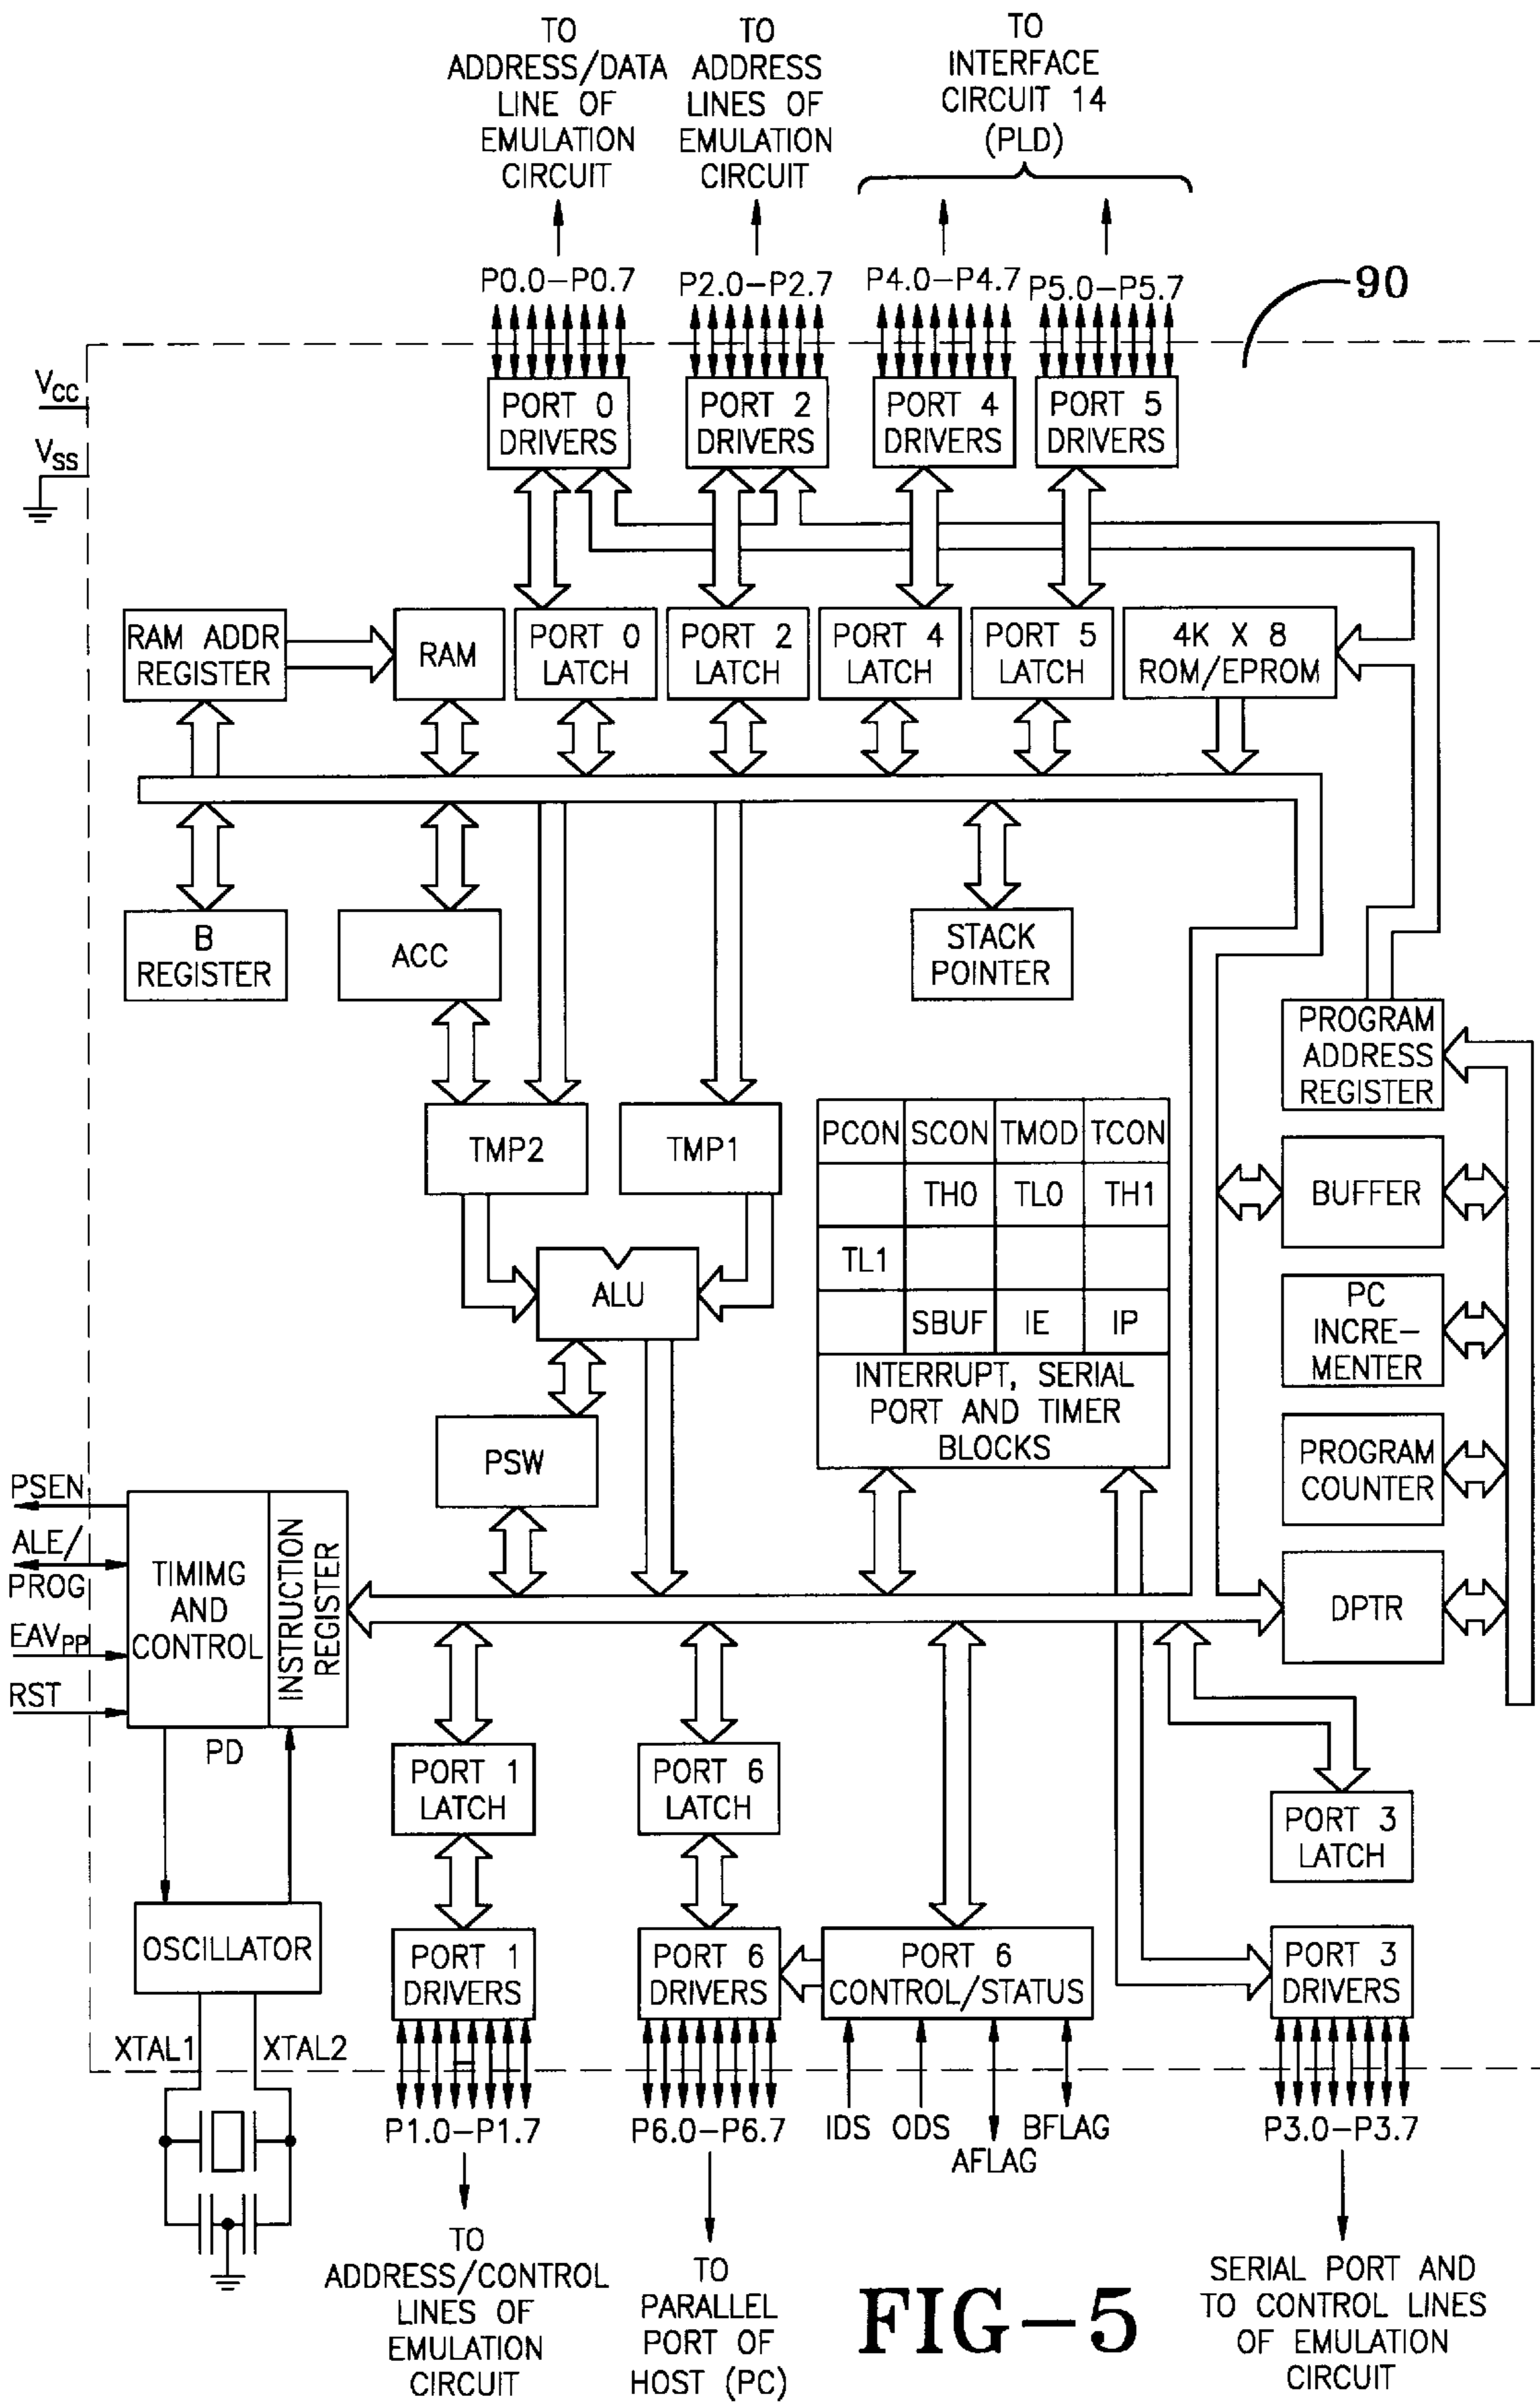 TO
ADDRESS/DATA
LINE OF
EMULATION
CIRCUIT
TO
ADDRESS
LINES OF
EMULATION
CIRCUIT
TO
INTERFACE
CIRCUIT 14
(PLD)
P0.0–P0.7
P2.0–P2.7
P4.0–P4.7
P5.0–P5.7
90
VCC
VSS
PORT 0
DRIVERS
PORT 2
DRIVERS
PORT 4
DRIVERS
PORT 5
DRIVERS
RAM ADDR
REGISTER
RAM
PORT 0
LATCH
PORT 2
LATCH
PORT 4
LATCH
PORT 5
LATCH
4K X 8
ROM/EPROM
B
REGISTER
ACC
STACK
POINTER
PROGRAM
ADDRESS
REGISTER
TMP2
TMP1
PCON SCON TMOD TCON
TH0 TL0 TH1
TL1
SBUF IE IP
INTERRUPT, SERIAL
PORT AND TIMER
BLOCKS
BUFFER
ALU
PC
INCRE-
MENTER
PSW
PROGRAM
COUNTER
PSEN
ALE/
PROG
EAVPP
RST
TIMIMG
AND
CONTROL
INSTRUCTION
REGISTER
DPTR
PD
PORT 1
LATCH
PORT 6
LATCH
PORT 3
LATCH
OSCILLATOR
PORT 1
DRIVERS
PORT 6
DRIVERS
PORT 6
CONTROL/STATUS
PORT 3
DRIVERS
XTAL1
XTAL2
P1.0–P1.7
P6.0–P6.7
IDS ODS
AFLAG
BFLAG
P3.0–P3.7
TO
ADDRESS/CONTROL
LINES OF
EMULATION
CIRCUIT
TO
PARALLEL
PORT OF
HOST (PC)
SERIAL PORT AND
TO CONTROL LINES
OF EMULATION
CIRCUIT
FIG–5